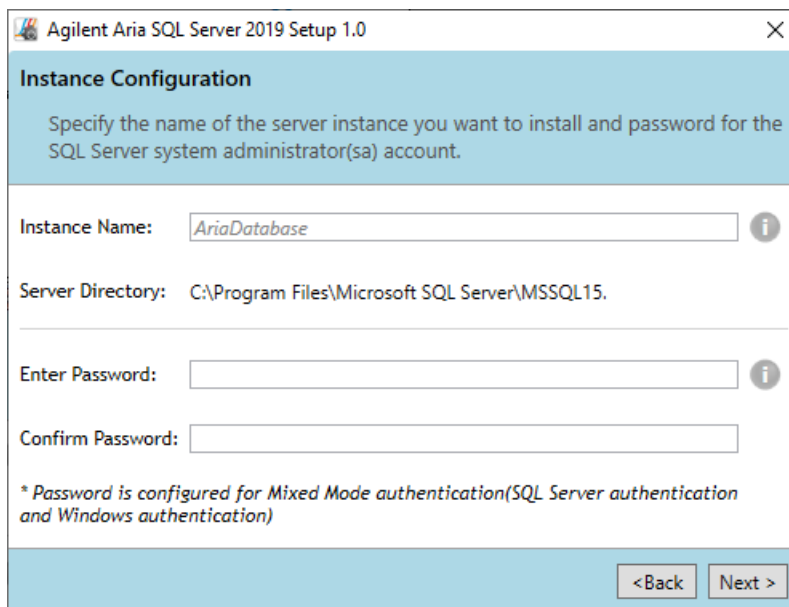 Agilent Aria SQL Server 2019 Setup 1.0
Instance Configuration
Specify the name of the server instance you want to install and password for the
SQL Server system administrator(sa) account.
Instance Name: AriaDatabase
Server Directory: C:\Program Files\Microsoft SQL Server\MSSQL15.
Enter Password:
Confirm Password:
* Password is configured for Mixed Mode authentication(SQL Server authentication
and Windows authentication)
<Back Next >